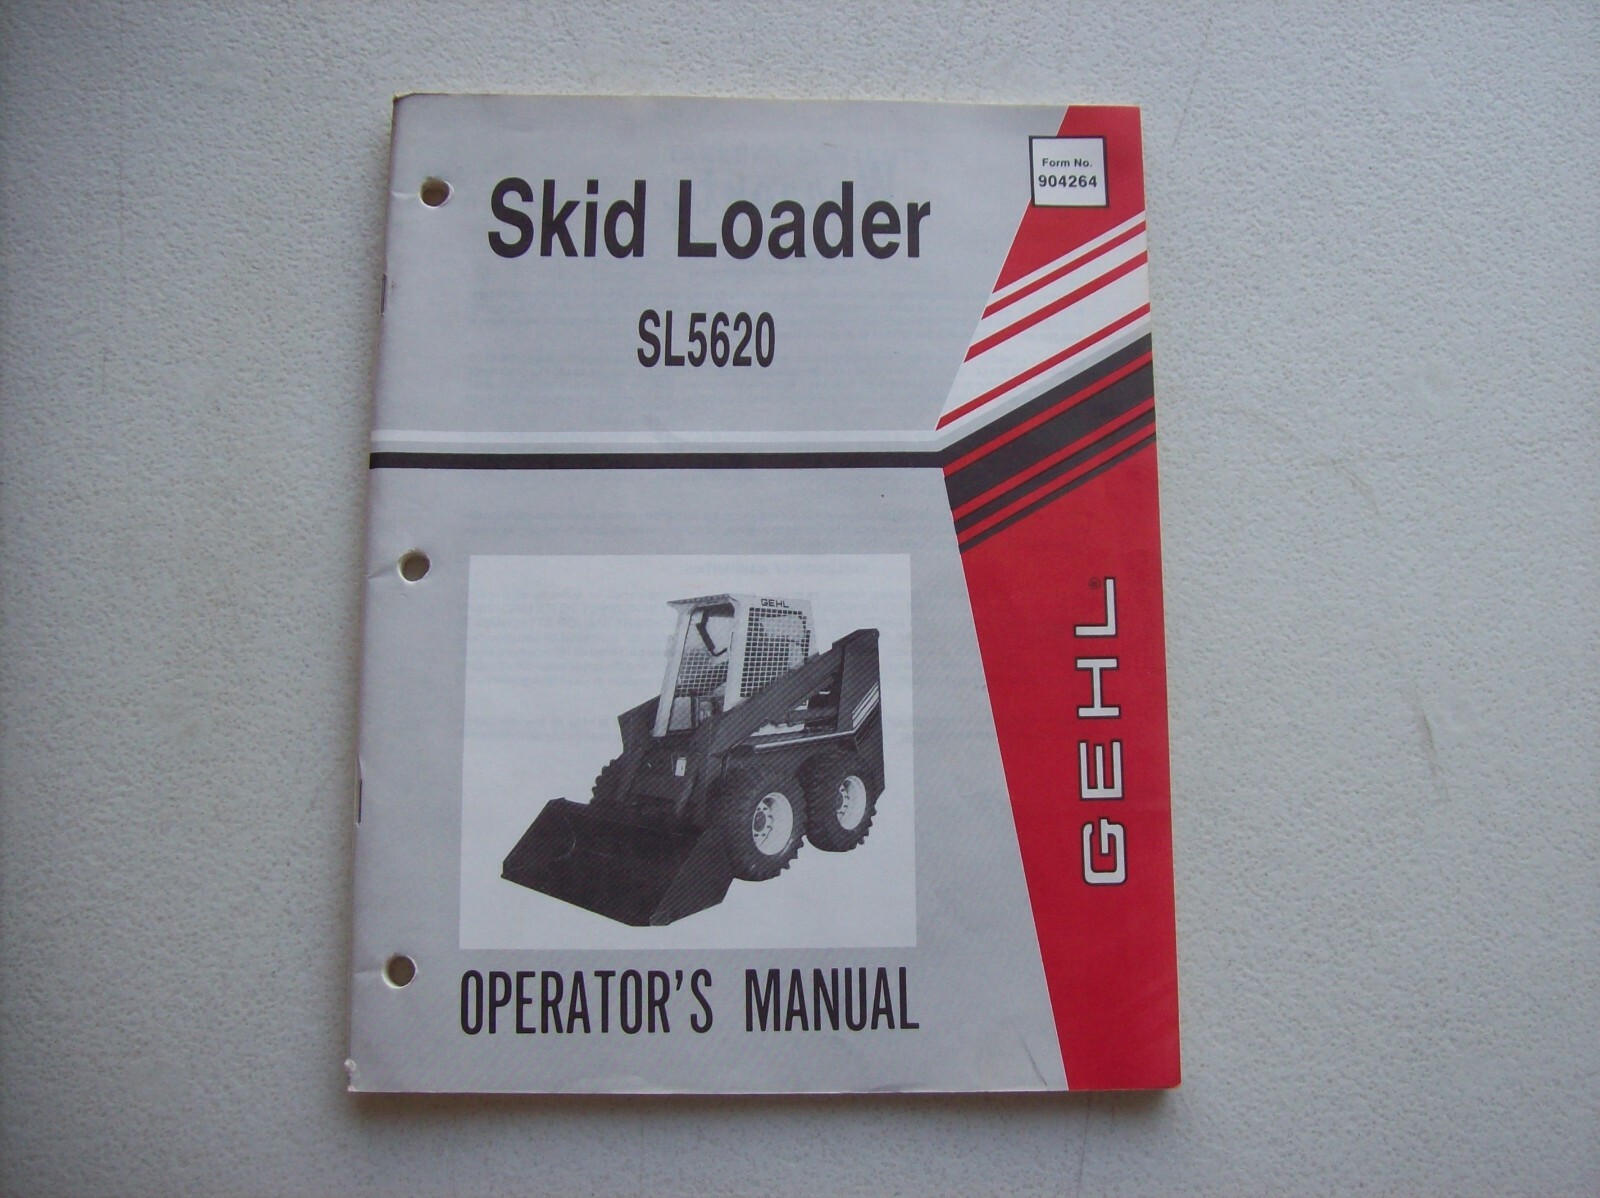 Form No.
904264
Skid Loader
SL5620
GEHL®
GEHL
OPERATOR'S MANUAL